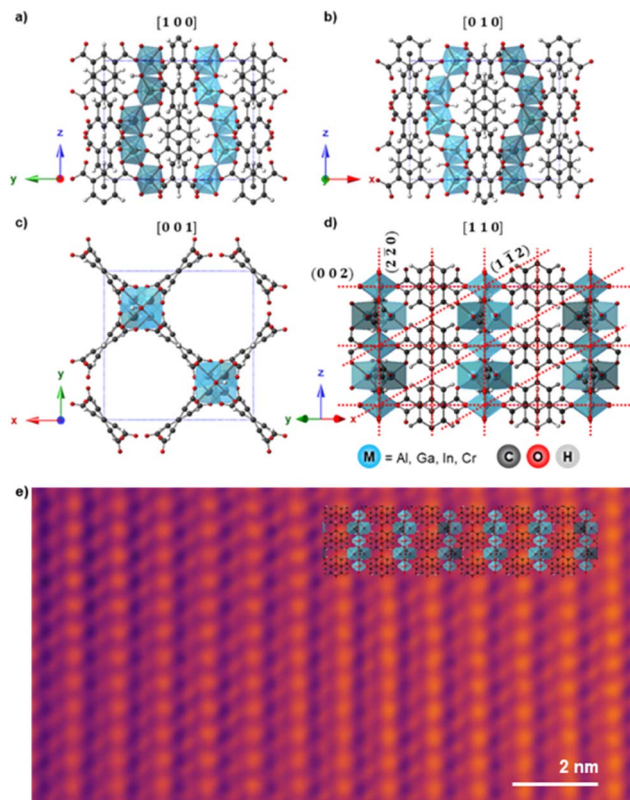 a)
[1 0 0]
z
y
b)
[0 1 0]
z
y
x
c)
[0 0 1]
y
x
z
d)
[1 1 0]
(0 0 2)
(2 2̅ 0)
(1 1̅ 2)
z
y
x
M = Al, Ga, In, Cr
C O H
e)
2 nm